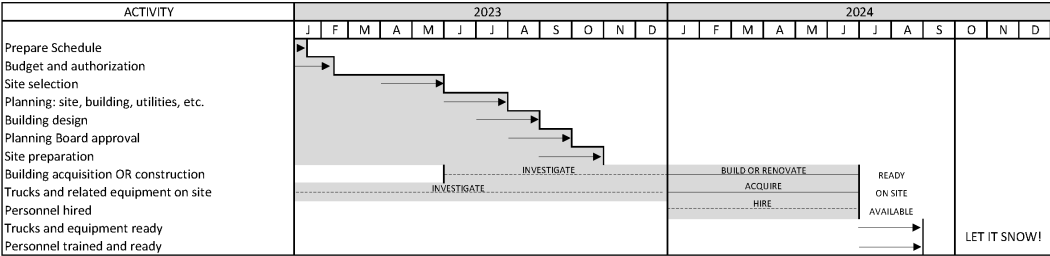 ACTIVITY 2023 2024
J F M A M J J A S O N D J F M A M J J A S O N D
Prepare Schedule
Budget and authorization
Site selection
Planning: site, building, utilities, etc.
Building design
Planning Board approval
Site preparation
Building acquisition OR construction INVESTIGATE BUILD OR RENOVATE READY
Trucks and related equipment on site INVESTIGATE ACQUIRE ON SITE
Personnel hired HIRE AVAILABLE
Trucks and equipment ready
Personnel trained and ready LET IT SNOW!